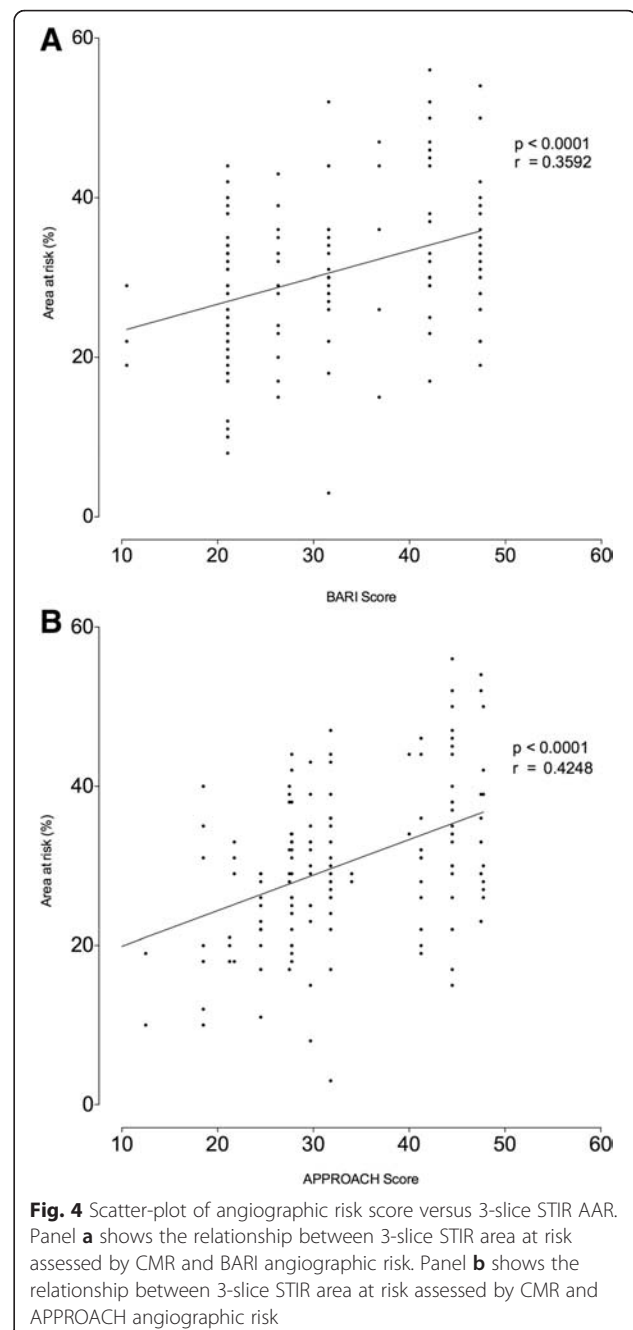 A
60
40
20
0
Area at risk (%)
p < 0.0001
r = 0.3592
10 20 30 40 50 60
BARI Score
B
60
40
20
0
Area at risk (%)
p < 0.0001
r = 0.4248
10 20 30 40 50 60
APPROACH Score
Fig. 4 Scatter-plot of angiographic risk score versus 3-slice STIR AAR.
Panel a shows the relationship between 3-slice STIR area at risk
assessed by CMR and BARI angiographic risk. Panel b shows the
relationship between 3-slice STIR area at risk assessed by CMR and
APPROACH angiographic risk